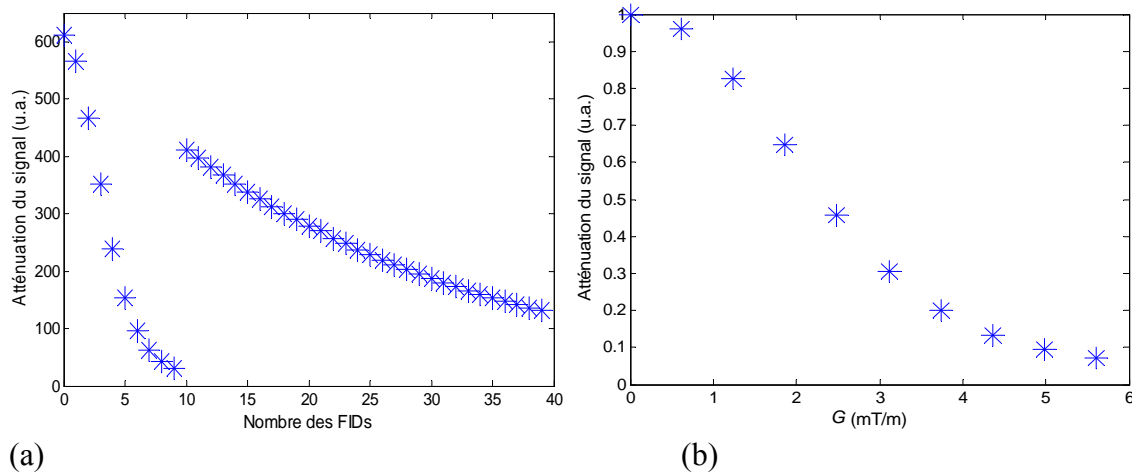 600
500
400
300
200
100
0
0 5 10 15 20 25 30 35 40
Atténuation du signal (u.a.)
Nombre des FIDs
(a)
1
0.9
0.8
0.7
0.6
0.5
0.4
0.3
0.2
0.1
0
0 1 2 3 4 5 6
Atténuation du signal (u.a.)
G (mT/m)
(b)